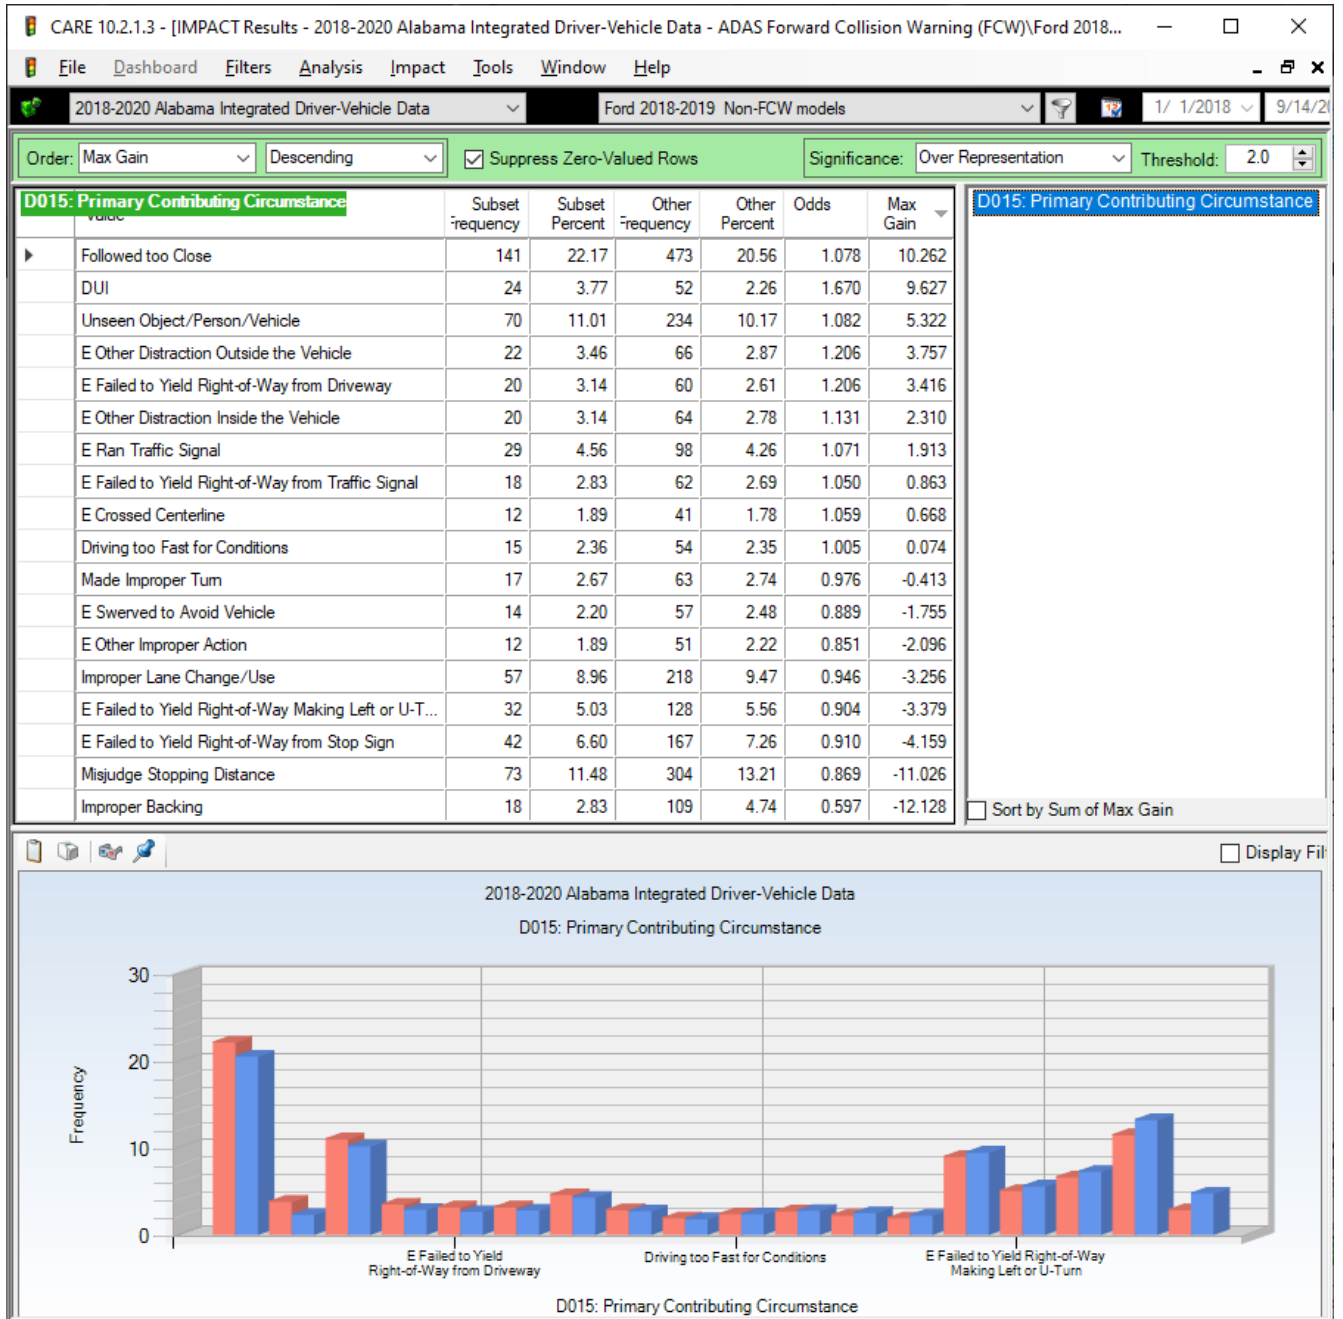 CARE 10.2.1.3 - [IMPACT Results - 2018-2020 Alabama Integrated Driver-Vehicle Data - ADAS Forward Collision Warning (FCW)\Ford 2018...
File Dashboard Filters Analysis Impact Tools Window Help
2018-2020 Alabama Integrated Driver-Vehicle Data Ford 2018-2019 Non-FCW models 1/ 1/2018 9/14/20
Order: Max Gain Descending Suppress Zero-Valued Rows Significance: Over Representation Threshold: 2.0
D015: Primary Contributing Circumstance Subset Frequency Subset Percent Other Frequency Other Percent Odds Max Gain
D015: Primary Contributing Circumstance
Followed too Close 141 22.17 473 20.56 1.078 10.262
DUI 24 3.77 52 2.26 1.670 9.627
Unseen Object/Person/Vehicle 70 11.01 234 10.17 1.082 5.322
E Other Distraction Outside the Vehicle 22 3.46 66 2.87 1.206 3.757
E Failed to Yield Right-of-Way from Driveway 20 3.14 60 2.61 1.206 3.416
E Other Distraction Inside the Vehicle 20 3.14 64 2.78 1.131 2.310
E Ran Traffic Signal 29 4.56 98 4.26 1.071 1.913
E Failed to Yield Right-of-Way from Traffic Signal 18 2.83 62 2.69 1.050 0.863
E Crossed Centerline 12 1.89 41 1.78 1.059 0.668
Driving too Fast for Conditions 15 2.36 54 2.35 1.005 0.074
Made Improper Turn 17 2.67 63 2.74 0.976 -0.413
E Swerved to Avoid Vehicle 14 2.20 57 2.48 0.889 -1.755
E Other Improper Action 12 1.89 51 2.22 0.851 -2.096
Improper Lane Change/Use 57 8.96 218 9.47 0.946 -3.256
E Failed to Yield Right-of-Way Making Left or U-T... 32 5.03 128 5.56 0.904 -3.379
E Failed to Yield Right-of-Way from Stop Sign 42 6.60 167 7.26 0.910 -4.159
Misjudge Stopping Distance 73 11.48 304 13.21 0.869 -11.026
Improper Backing 18 2.83 109 4.74 0.597 -12.128
Sort by Sum of Max Gain
Display Fil
2018-2020 Alabama Integrated Driver-Vehicle Data
D015: Primary Contributing Circumstance
30
20
10
0
Frequency
E Failed to Yield
Right-of-Way from Driveway
Driving too Fast for Conditions
E Failed to Yield Right-of-Way
Making Left or U-Turn
D015: Primary Contributing Circumstance